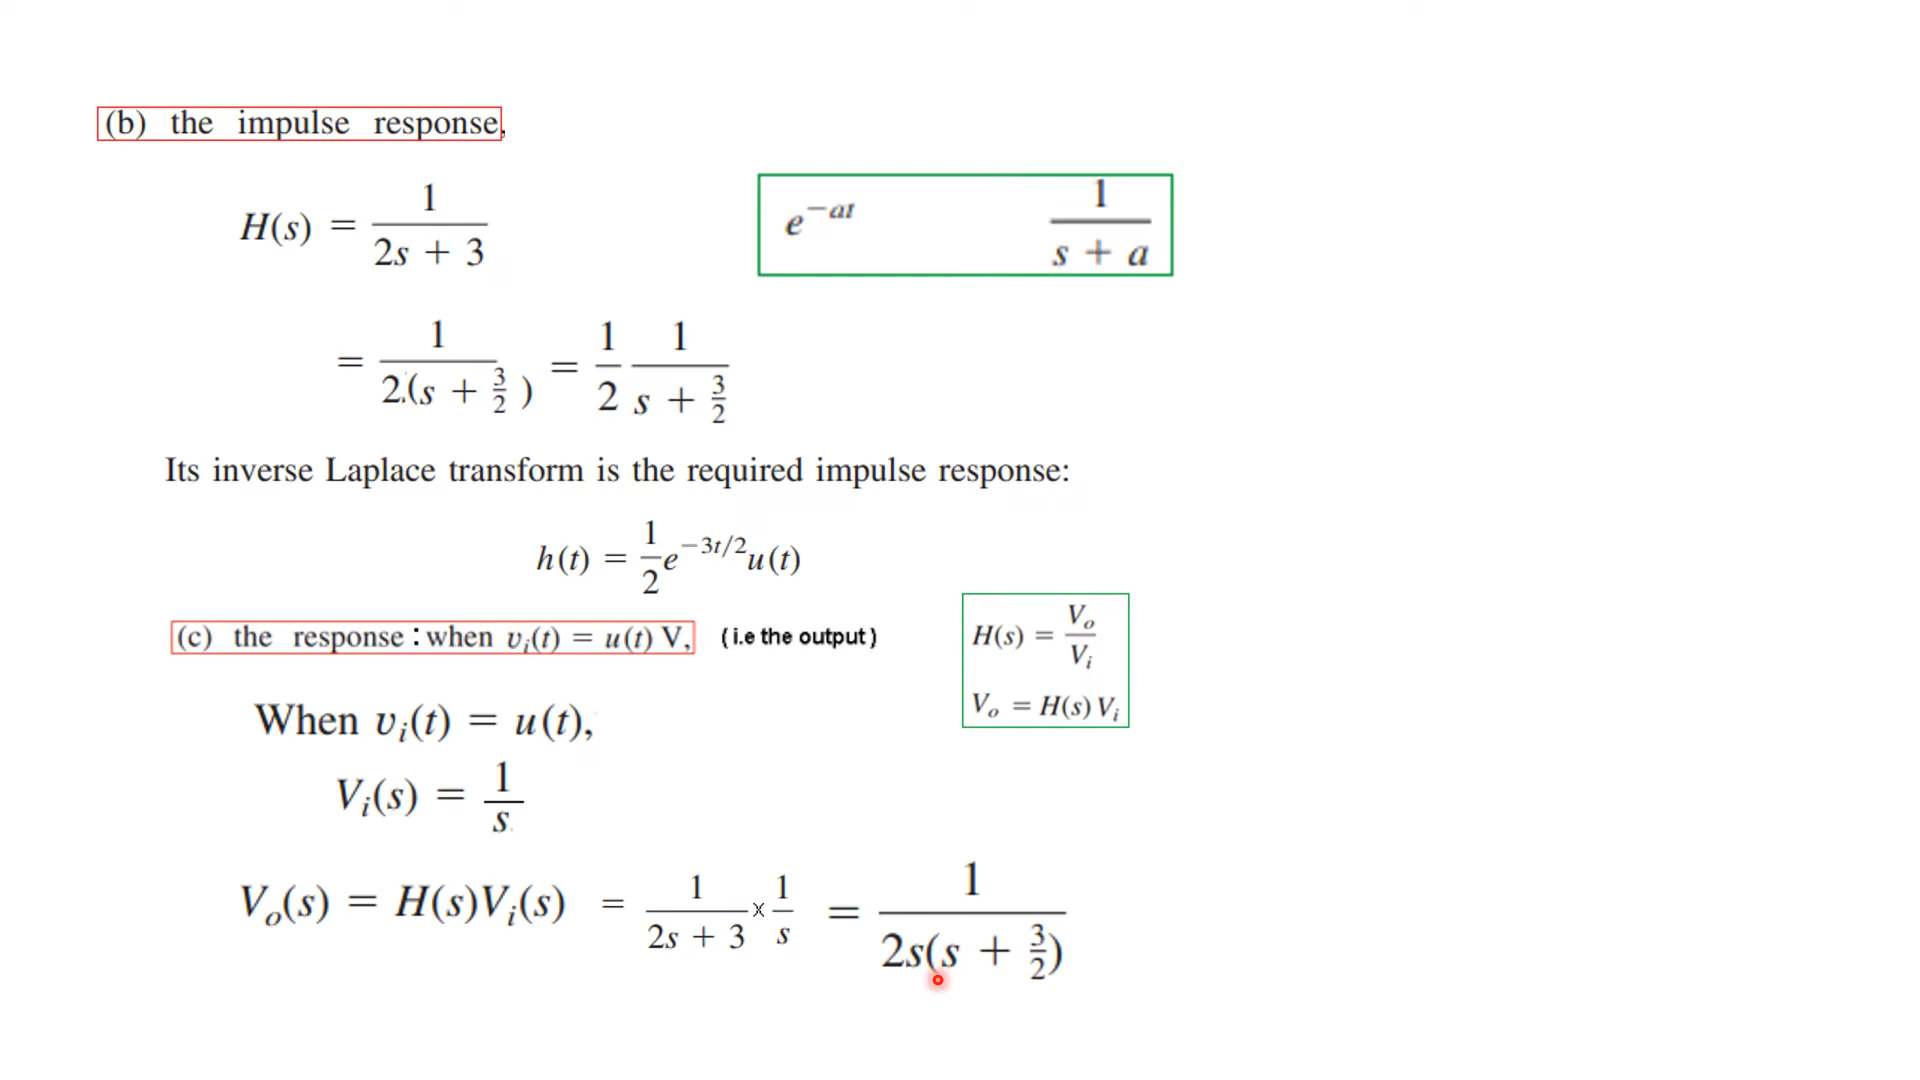 (b) the impulse response,
H(s) = 1/(2s + 3)
e^{-at} 1/(s + a)
= 1/(2(s + 3/2)) = 1/2 1/(s + 3/2)
Its inverse Laplace transform is the required impulse response:
h(t) = 1/2 e^{-3t/2} u(t)
(c) the response : when v_i(t) = u(t) V, (i.e the output)
H(s) = V_o/V_i
V_o = H(s) V_i
When v_i(t) = u(t),
V_i(s) = 1/s
V_o(s) = H(s)V_i(s) = 1/(2s + 3) x 1/s = 1/(2s(s + 3/2))